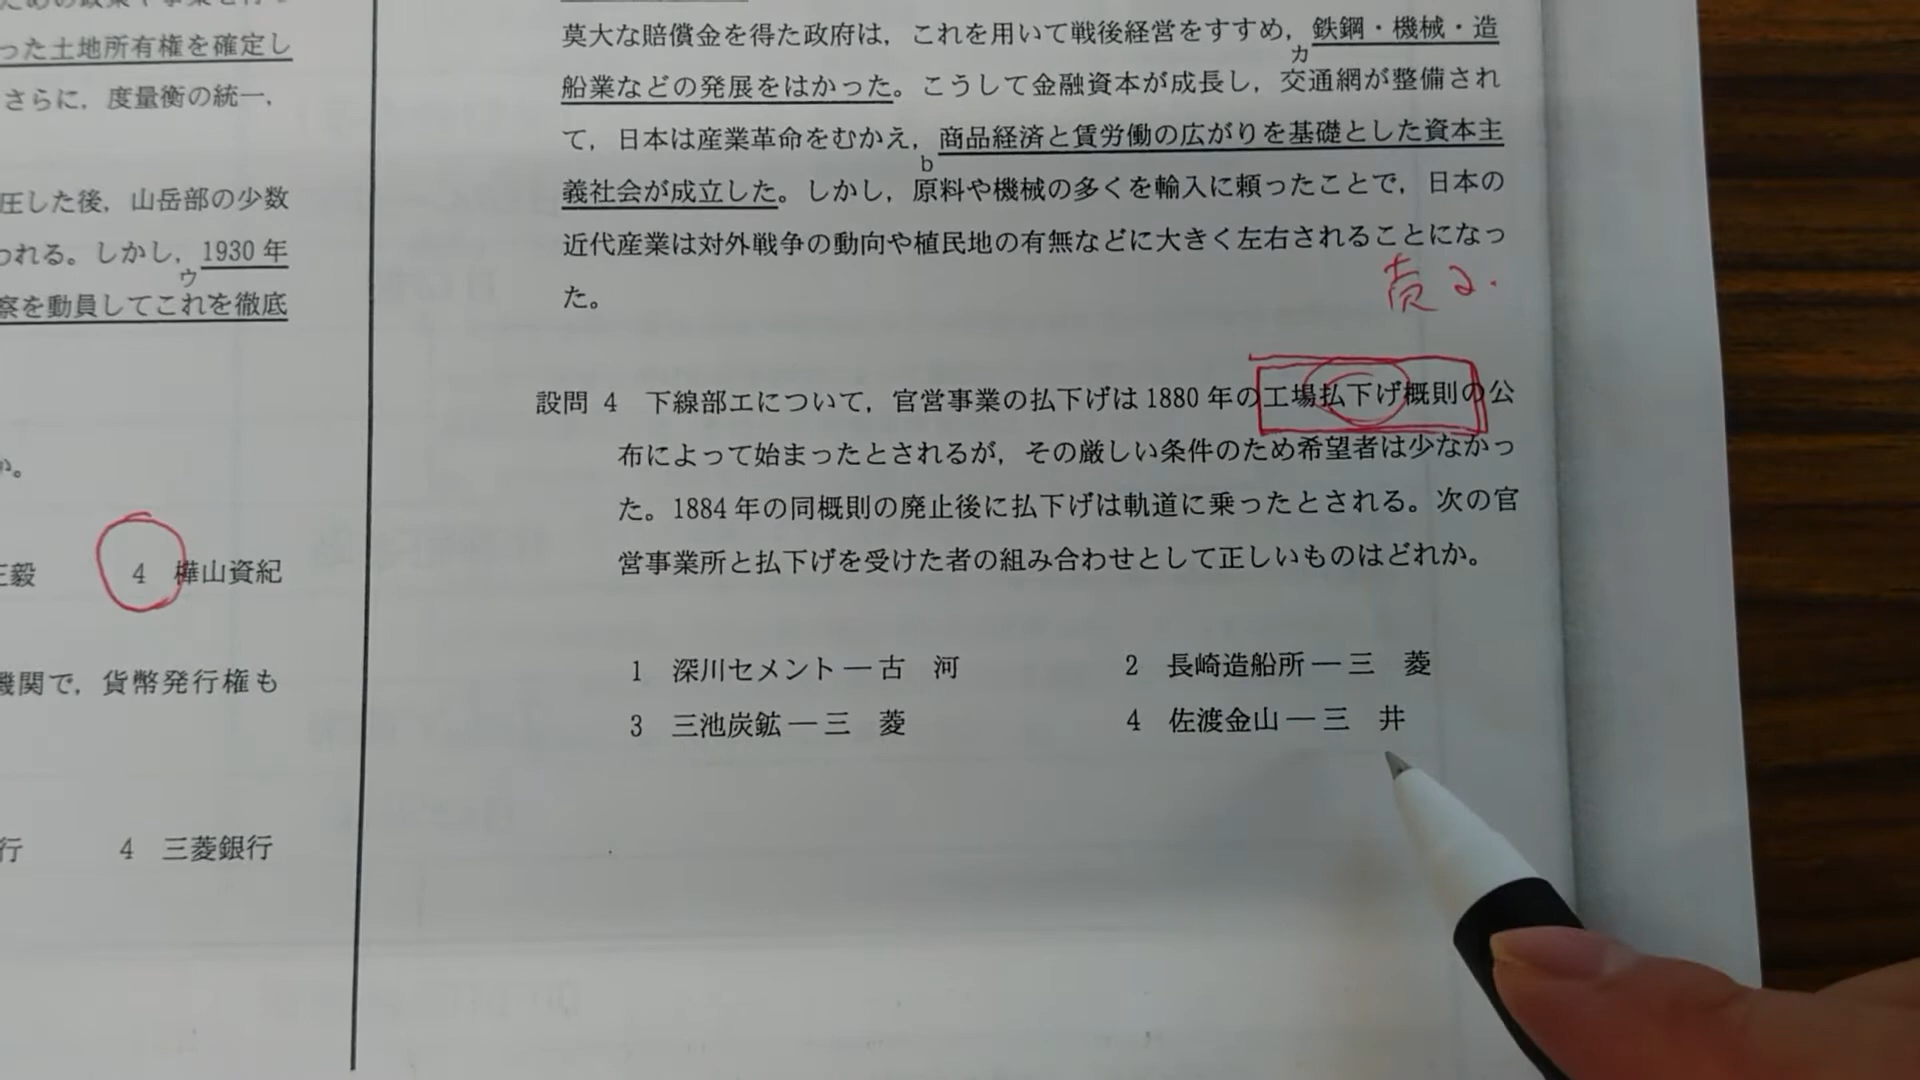 った土地所有権を確定し
さらに，度量衡の統一，
圧した後，山岳部の少数
われる。しかし，1930年
ウ
察を動員してこれを徹底
か。
4 樺山資紀
機関で，貨幣発行権も
行 4 三菱銀行
莫大な賠償金を得た政府は，これを用いて戦後経営をすすめ，鉄鋼・機械・造
カ
船業などの発展をはかった。こうして金融資本が成長し，交通網が整備され
て，日本は産業革命をむかえ，商品経済と賃労働の広がりを基礎とした資本主
b
義社会が成立した。しかし，原料や機械の多くを輸入に頼ったことで，日本の
近代産業は対外戦争の動向や植民地の有無などに大きく左右されることになっ
た。
売る.
設問 4 下線部エについて，官営事業の払下げは1880年の工場払下げ概則の公
布によって始まったとされるが，その厳しい条件のため希望者は少なかっ
た。1884年の同概則の廃止後に払下げは軌道に乗ったとされる。次の官
営事業所と払下げを受けた者の組み合わせとして正しいものはどれか。
1 深川セメント―古 河 2 長崎造船所―三 菱
3 三池炭鉱―三 菱 4 佐渡金山―三 井